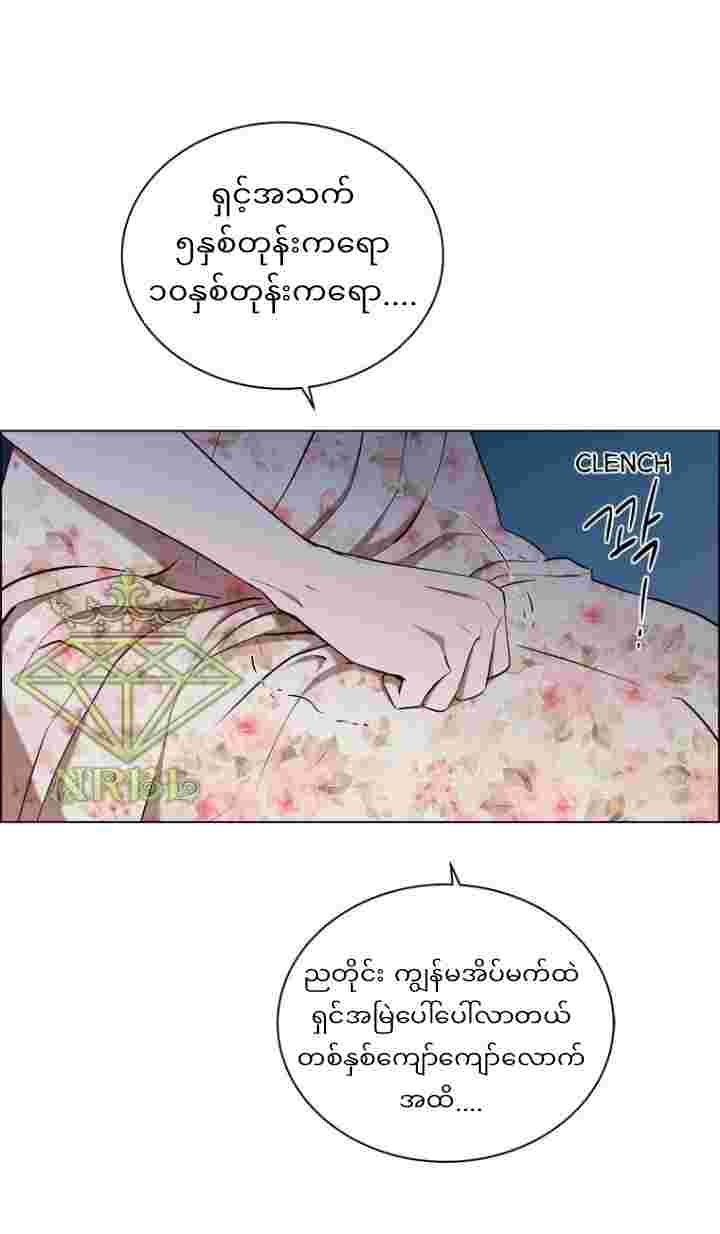 ရှင့်အသက်
၅နှစ်တုန်းကရော
၁၀နှစ်တုန်းကရော....
CLENCH
꽉
NRBL
ညတိုင်း ကျွန်မအိပ်မက်ထဲ
ရှင်အမြဲပေါ်ပေါ်လာတယ်
တစ်နှစ်ကျော်ကျော်လောက်
အထိ....